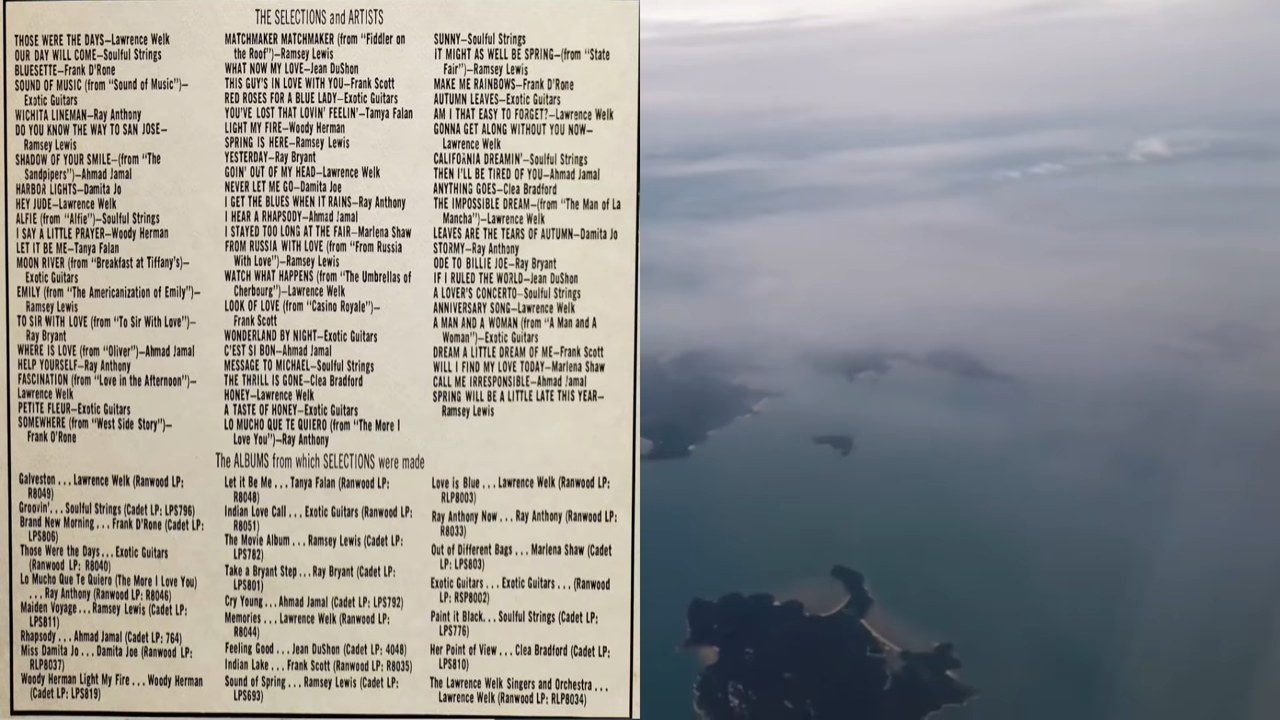 THE SELECTIONS and ARTISTS
THOSE WERE THE DAYS—Lawrence Welk
OUR DAY WILL COME—Soulful Strings
BLUESETTE—Frank D'Rone
SOUND OF MUSIC (from "Sound of Music")—
Exotic Guitars
WICHITA LINEMAN—Ray Anthony
DO YOU KNOW THE WAY TO SAN JOSE—
Ramsey Lewis
SHADOW OF YOUR SMILE—(from "The
Sandpipers")—Ahmad Jamal
HARBOR LIGHTS—Damita Jo
HEY JUDE—Lawrence Welk
ALFIE (from "Alfie")—Soulful Strings
I SAY A LITTLE PRAYER—Woody Herman
LET IT BE ME—Tanya Falan
MOON RIVER (from "Breakfast at Tiffany's)—
Exotic Guitars
EMILY (from "The Americanization of Emily")—
Ramsey Lewis
TO SIR WITH LOVE (from "To Sir With Love")—
Ray Bryant
WHERE IS LOVE (from "Oliver")—Ahmad Jamal
HELP YOURSELF—Ray Anthony
FASCINATION (from "Love in the Afternoon")—
Lawrence Welk
PETITE FLEUR—Exotic Guitars
SOMEWHERE (from "West Side Story")—
Frank O'Rone
MATCHMAKER MATCHMAKER (from "Fiddler on
the Roof")—Ramsey Lewis
WHAT NOW MY LOVE—Jean DuShon
THIS GUY'S IN LOVE WITH YOU—Frank Scott
RED ROSES FOR A BLUE LADY—Exotic Guitars
YOU'VE LOST THAT LOVIN' FEELIN'—Tamya Falan
LIGHT MY FIRE—Woody Herman
SPRING IS HERE—Ramsey Lewis
YESTERDAY—Ray Bryant
GOIN' OUT OF MY HEAD—Lawrence Welk
NEVER LET ME GO—Damita Joe
I GET THE BLUES WHEN IT RAINS—Ray Anthony
I HEAR A RHAPSODY—Ahmad Jamal
I STAYED TOO LONG AT THE FAIR—Marlena Shaw
FROM RUSSIA WITH LOVE (from "From Russia
With Love")—Ramsey Lewis
WATCH WHAT HAPPENS (from "The Umbrellas of
Cherbourg")—Lawrence Welk
LOOK OF LOVE (from "Casino Royale")—
Frank Scott
WONDERLAND BY NIGHT—Exotic Guitars
C'EST SI BON—Ahmad Jamal
MESSAGE TO MICHAEL—Soulful Strings
THE THRILL IS GONE—Clea Bradford
HONEY—Lawrence Welk
A TASTE OF HONEY—Exotic Guitars
LO MUCHO QUE TE QUIERO (from "The More I
Love You")—Ray Anthony
SUNNY—Soulful Strings
IT MIGHT AS WELL BE SPRING—(from "State
Fair")—Ramsey Lewis
MAKE ME RAINBOWS—Frank D'Rone
AUTUMN LEAVES—Exotic Guitars
AM I THAT EASY TO FORGET?—Lawrence Welk
GONNA GET ALONG WITHOUT YOU NOW—
Lawrence Welk
CALIFORNIA DREAMIN'—Soulful Strings
THEN I'LL BE TIRED OF YOU—Ahmad Jamal
ANYTHING GOES—Clea Bradford
THE IMPOSSIBLE DREAM—(from "The Man of La
Mancha")—Lawrence Welk
LEAVES ARE THE TEARS OF AUTUMN—Damita Jo
STORMY—Ray Anthony
ODE TO BILLIE JOE—Ray Bryant
IF I RULED THE WORLD—Jean DuShon
A LOVER'S CONCERTO—Soulful Strings
ANNIVERSARY SONG—Lawrence Welk
A MAN AND A WOMAN (from "A Man and A
Woman")—Exotic Guitars
DREAM A LITTLE DREAM OF ME—Frank Scott
WILL I FIND MY LOVE TODAY—Marlena Shaw
CALL ME IRRESPONSIBLE—Ahmad Jamal
SPRING WILL BE A LITTLE LATE THIS YEAR—
Ramsey Lewis
The ALBUMS from which SELECTIONS were made
Galveston . . . Lawrence Welk (Ranwood LP:
R8049)
Groovin'. . . Soulful Strings (Cadet LP: LPS796)
Brand New Morning . . . Frank D'Rone (Cadet LP:
LPS806)
Those Were the Days . . . Exotic Guitars
(Ranwood LP: R8040)
Lo Mucho Que Te Quiero (The More I Love You)
. . . Ray Anthony (Ranwood LP: R8046)
Maiden Voyage . . . Ramsey Lewis (Cadet LP:
LPS811)
Rhapsody . . . Ahmad Jamal (Cadet LP: 764)
Miss Damita Jo . . . Damita Joe (Ranwood LP:
RLP8037)
Woody Herman Light My Fire . . . Woody Herman
(Cadet LP: LPS819)
Let it Be Me . . . Tanya Falan (Ranwood LP:
R8048)
Indian Love Call . . . Exotic Guitars (Ranwood LP:
R8051)
The Movie Album . . . Ramsey Lewis (Cadet LP:
LPS782)
Take a Bryant Step . . . Ray Bryant (Cadet LP:
LPS801)
Cry Young . . . Ahmad Jamal (Cadet LP: LPS792)
Memories . . . Lawrence Welk (Ranwood LP:
R8044)
Feeling Good . . . Jean DuShon (Cadet LP: 4048)
Indian Lake . . . Frank Scott (Ranwood LP: R8035)
Sound of Spring . . . Ramsey Lewis (Cadet LP:
LPS693)
Love is Blue . . . Lawrence Welk (Ranwood LP:
RLP8003)
Ray Anthony Now . . . Ray Anthony (Ranwood LP:
R8033)
Out of Different Bags . . . Marlena Shaw (Cadet
LP: LPS803)
Exotic Guitars . . . Exotic Guitars . . . (Ranwood
LP: RSP8002)
Paint it Black. . . Soulful Strings (Cadet LP:
LPS776)
Her Point of View . . . Clea Bradford (Cadet LP:
LPS810)
The Lawrence Welk Singers and Orchestra . . .
Lawrence Welk (Ranwood LP: RLP8034)